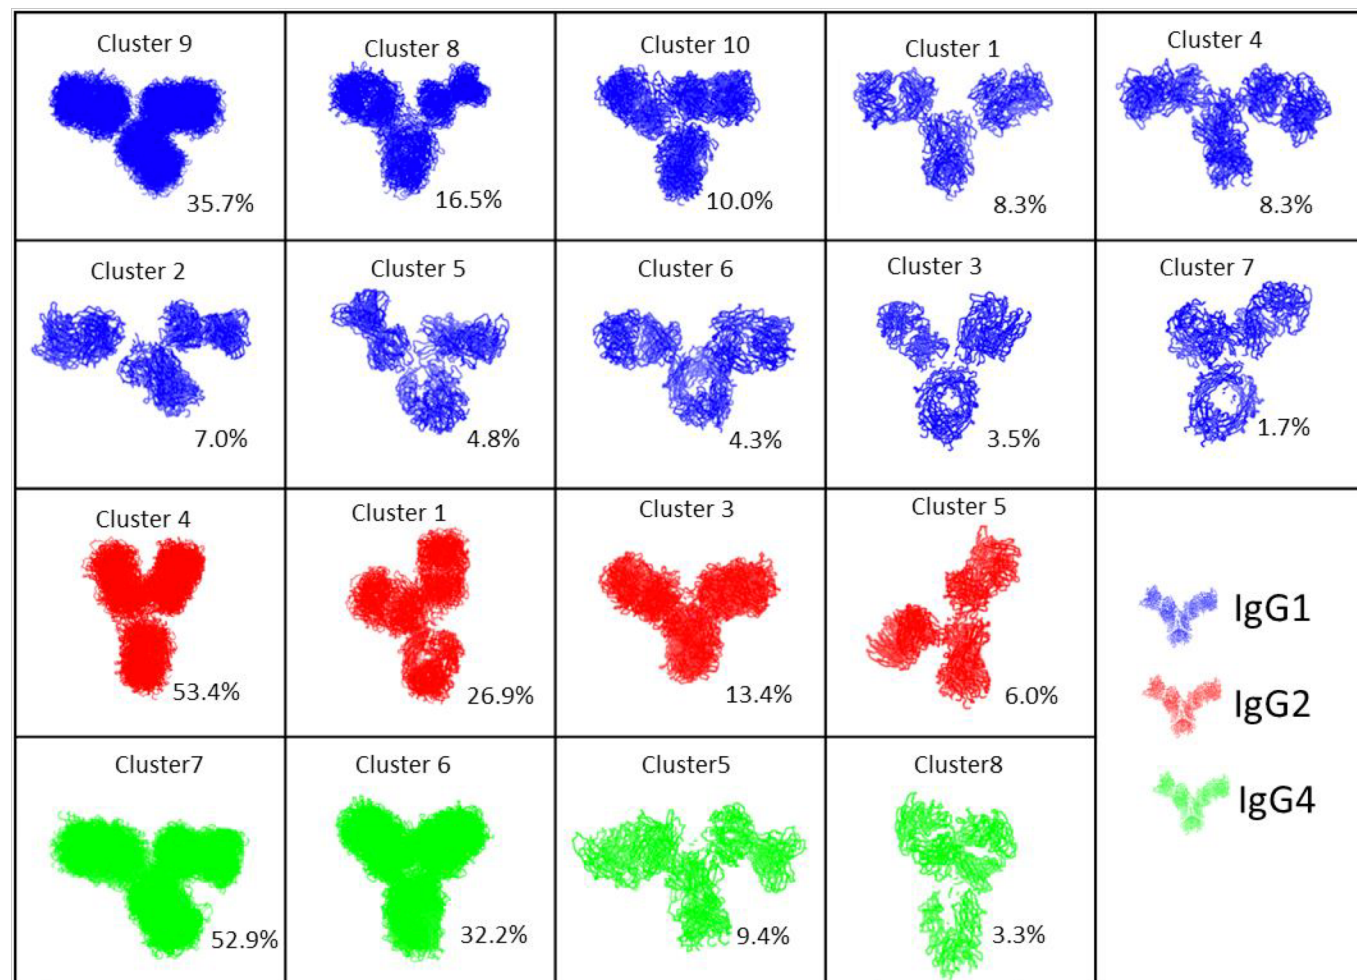 Cluster 9
35.7%
Cluster 8
16.5%
Cluster 10
10.0%
Cluster 1
8.3%
Cluster 4
8.3%
Cluster 2
7.0%
Cluster 5
4.8%
Cluster 6
4.3%
Cluster 3
3.5%
Cluster 7
1.7%
Cluster 4
53.4%
Cluster 1
26.9%
Cluster 3
13.4%
Cluster 5
6.0%
IgG1
IgG2
IgG4
Cluster7
52.9%
Cluster 6
32.2%
Cluster5
9.4%
Cluster8
3.3%